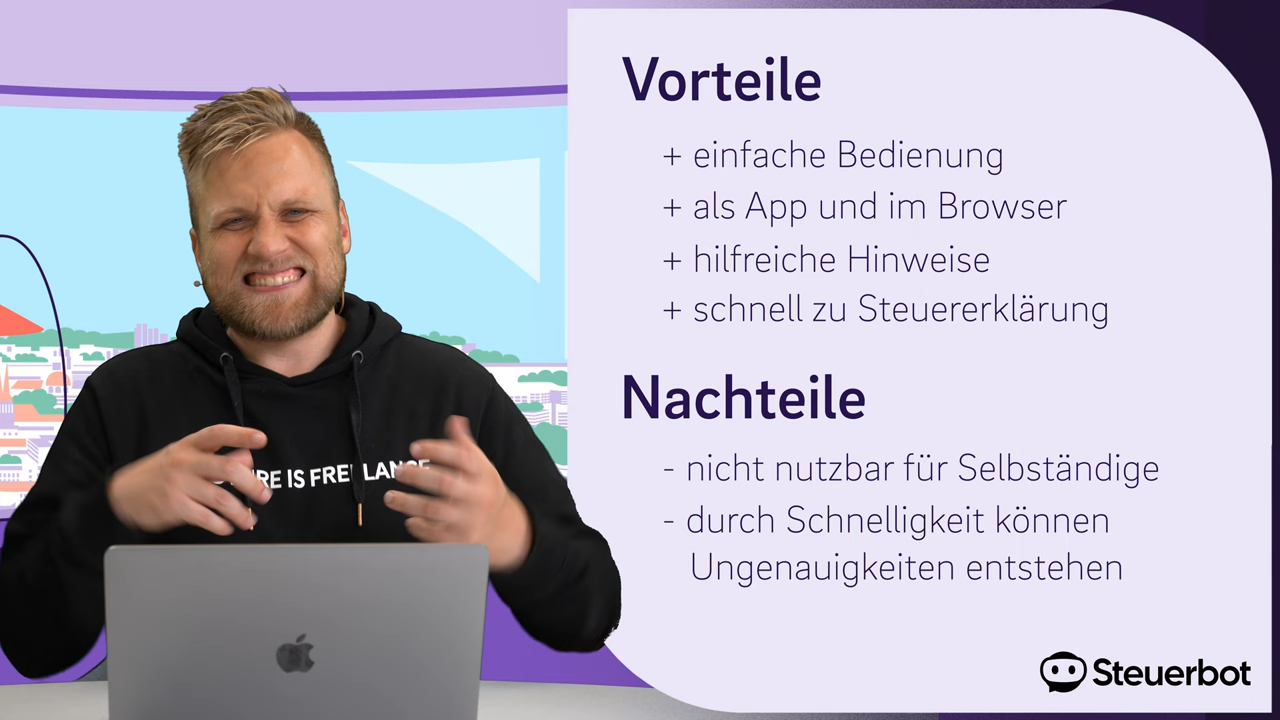 Vorteile
+ einfache Bedienung
+ als App und im Browser
+ hilfreiche Hinweise
+ schnell zu Steuererklärung
Nachteile
- nicht nutzbar für Selbständige
- durch Schnelligkeit können
Ungenauigkeiten entstehen
Steuerbot
IS